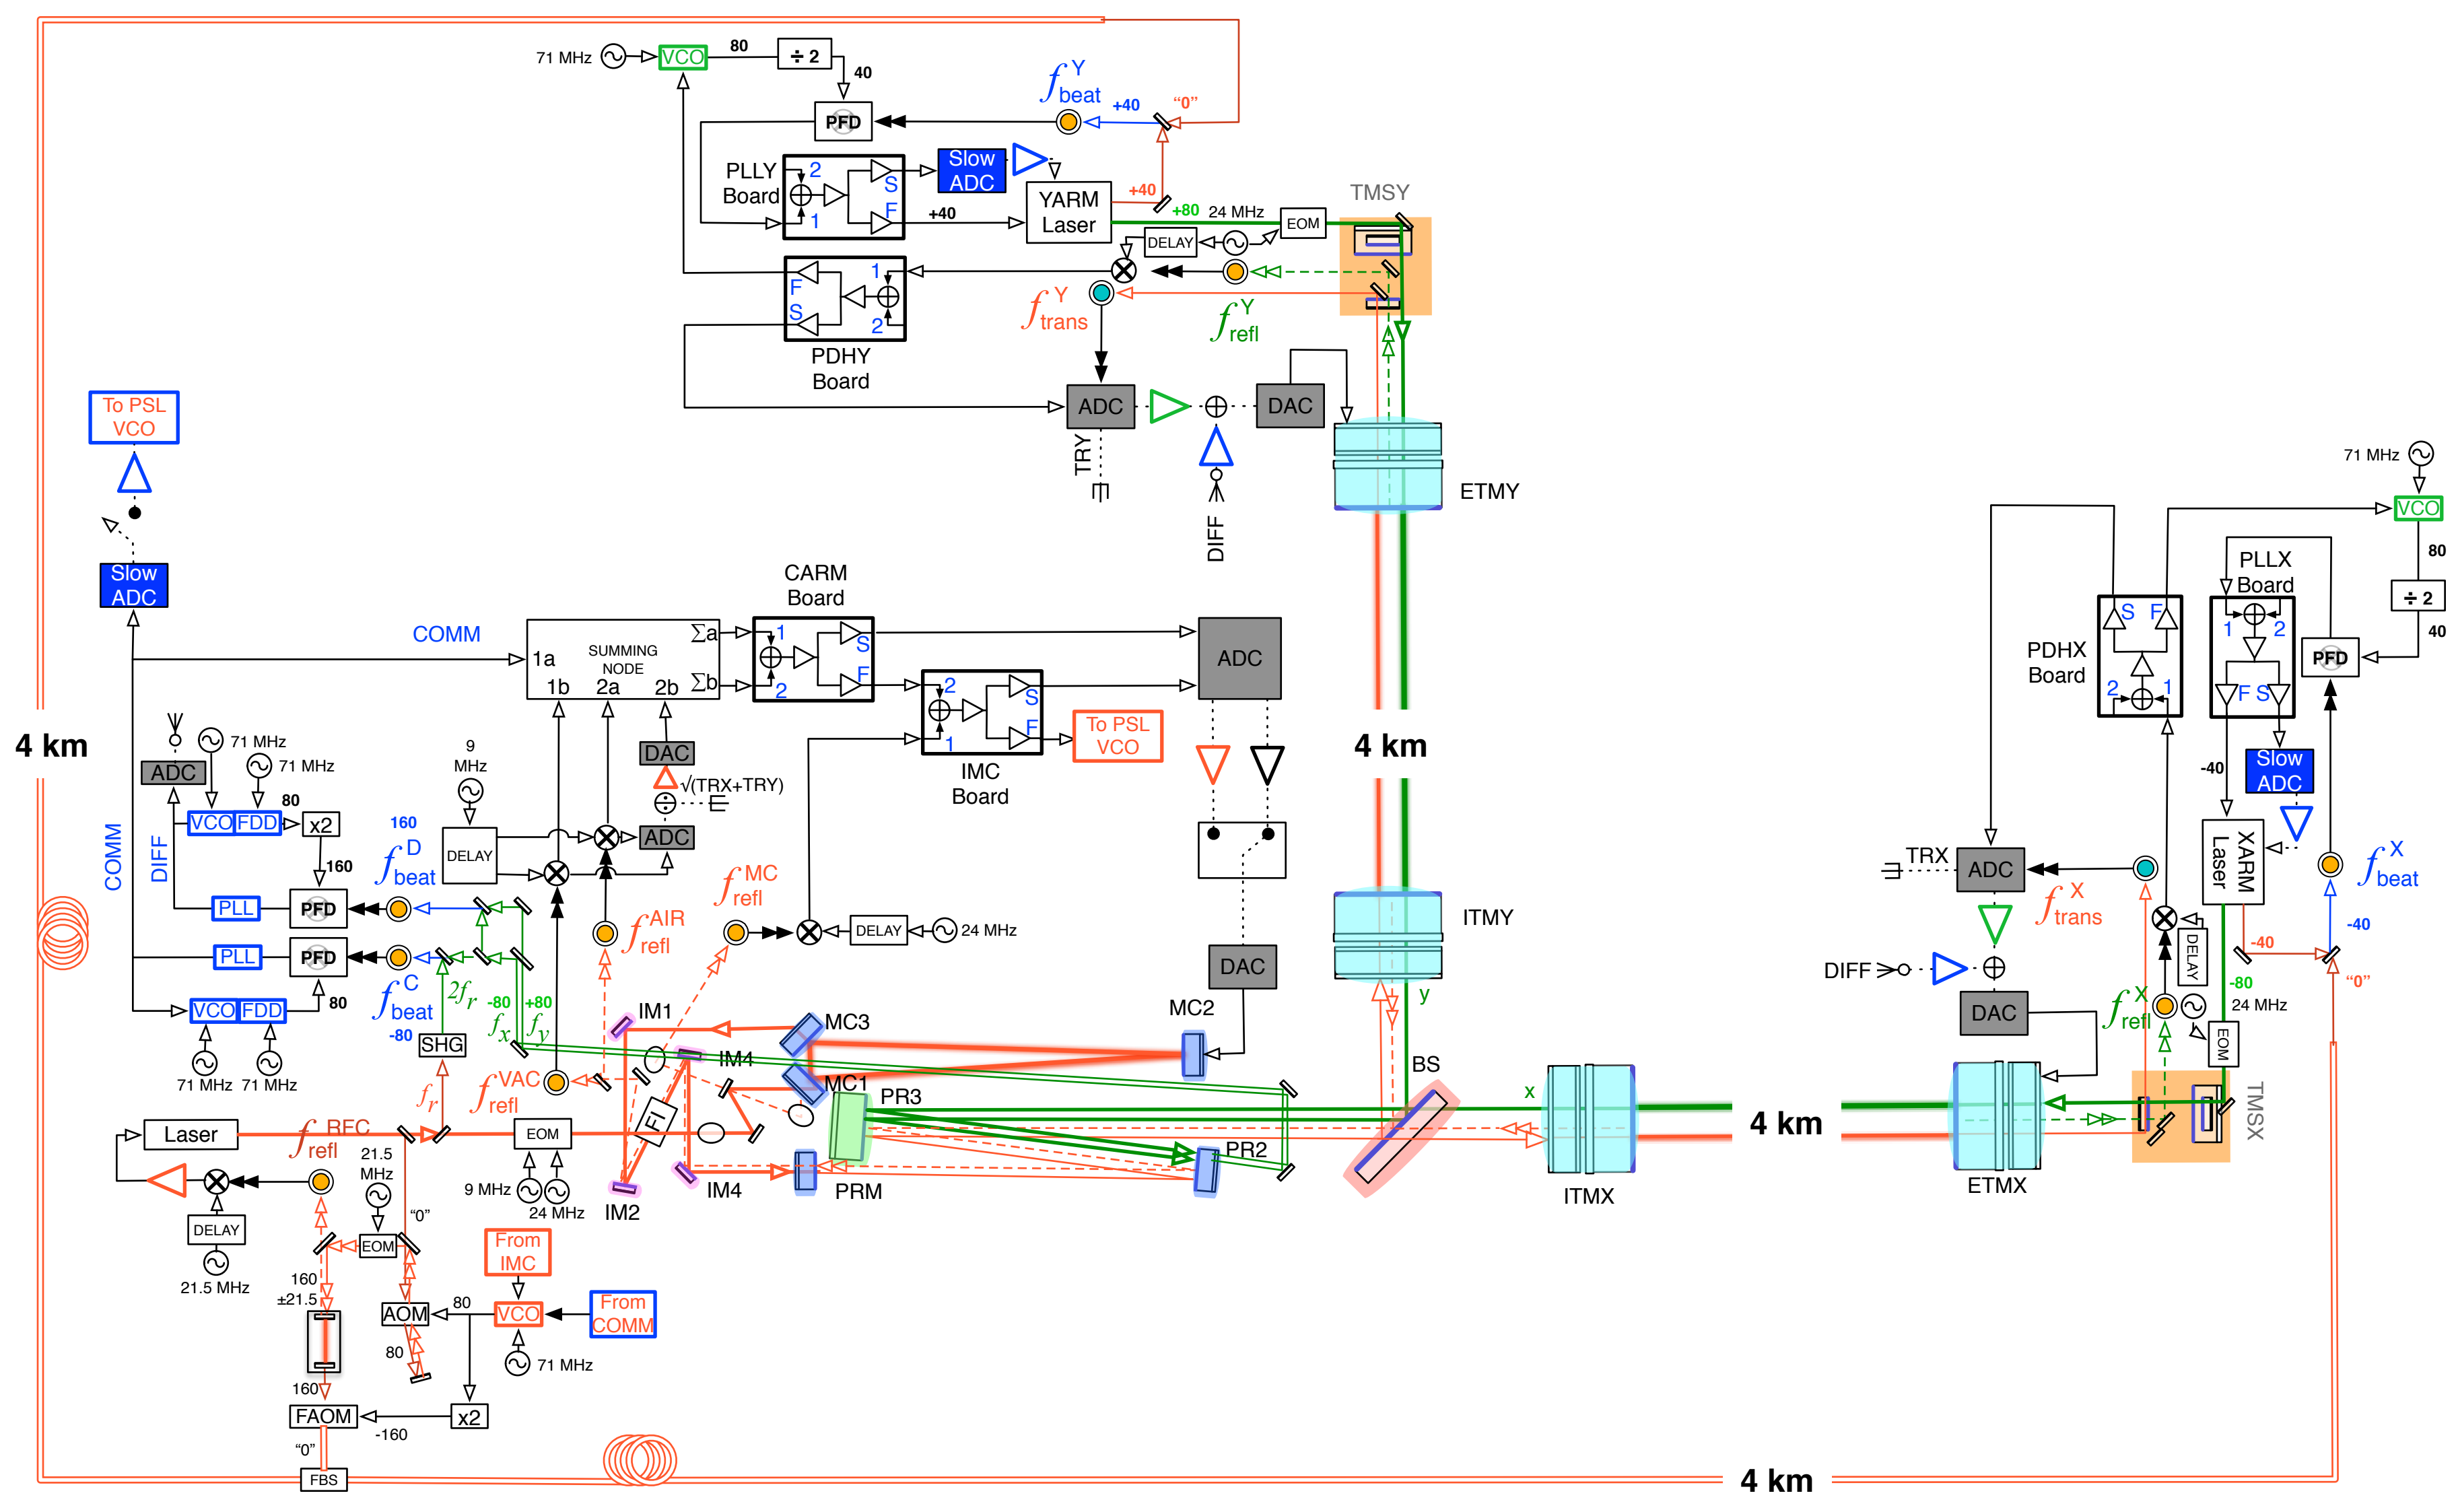 71 MHz
VCO
80
÷ 2
40
PFD
f Y beat
+40
"0"
PLLY Board
2
1
S
F
Slow ADC
+40
YARM Laser
+40
+80
24 MHz
EOM
TMSY
DELAY
PDHY Board
F
S
1
2
f Y trans
f Y refl
ADC
DAC
TRY
DIFF
ETMY
To PSL VCO
Slow ADC
COMM
1a
SUMMING NODE
1b
2a
2b
Σa
Σb
CARM Board
1
2
S
F
IMC Board
2
1
S
F
To PSL VCO
ADC
4 km
4 km
ADC
71 MHz
71 MHz
VCO
FDD
80
x2
160
COMM
DIFF
9 MHz
DELAY
DAC
√(TRX+TRY)
ADC
160
f D beat
PLL
PFD
PLL
PFD
f C beat
-80
80
VCO
FDD
71 MHz
71 MHz
2fr
-80
+80
fx
fy
SHG
fr
f AIR refl
f MC refl
f VAC refl
DELAY
24 MHz
DAC
ITMY
y
IM1
IM4
MC3
MC1
MC2
BS
FI
PR3
PR2
PRM
IM4
IM2
x
ITMX
4 km
ETMX
TMSX
Laser
f RFC refl
EOM
9 MHz
24 MHz
DELAY
21.5 MHz
21.5 MHz
"0"
EOM
160 ±21.5
AOM
80
80
VCO
From IMC
From COMM
71 MHz
160
FAOM
-160
x2
"0"
FBS
4 km
71 MHz
VCO
80
÷ 2
40
PFD
PLLX Board
1
2
F
S
PDHX Board
S
F
2
1
Slow ADC
-40
XARM Laser
f X beat
-40
-40
"0"
-80
24 MHz
EOM
DELAY
TRX
ADC
f X trans
f X refl
DIFF
DAC